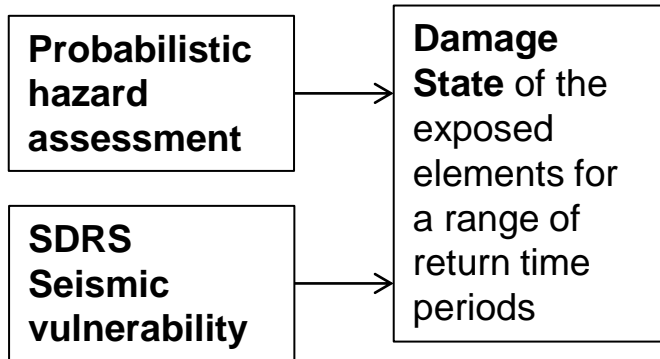 Probabilistic
hazard
assessment
SDRS
Seismic
vulnerability
Damage
State of the
exposed
elements for
a range of
return time
periods